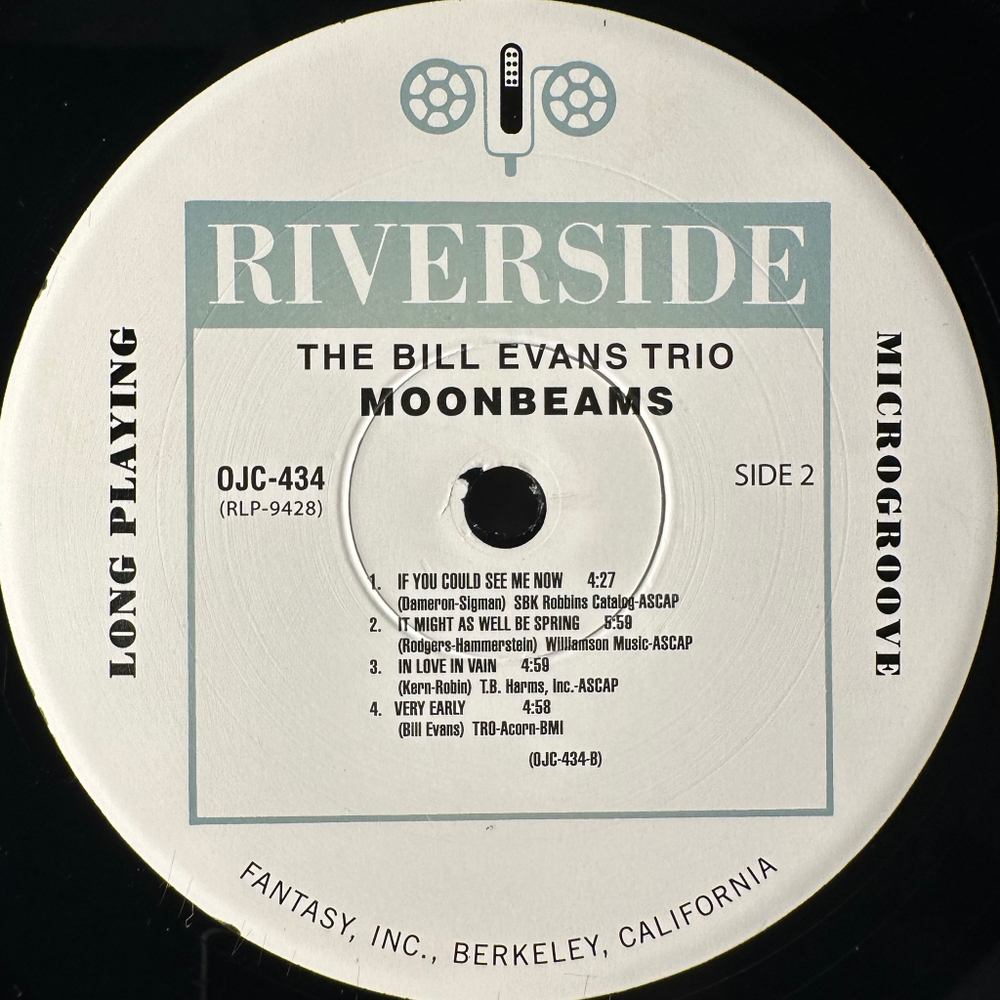 RIVERSIDE
THE BILL EVANS TRIO
MOONBEAMS
LONG PLAYING
MICROGROOVE
OJC-434
(RLP-9428)
SIDE 2
1. IF YOU COULD SEE ME NOW 4:27
(Dameron-Sigman) SBK Robbins Catalog-ASCAP
2. IT MIGHT AS WELL BE SPRING 5:59
(Rodgers-Hammerstein) Williamson Music-ASCAP
3. IN LOVE IN VAIN 4:59
(Kern-Robin) T.B. Harms, Inc.-ASCAP
4. VERY EARLY 4:58
(Bill Evans) TRO-Acorn-BMI
(OJC-434-B)
FANTASY, INC., BERKELEY, CALIFORNIA